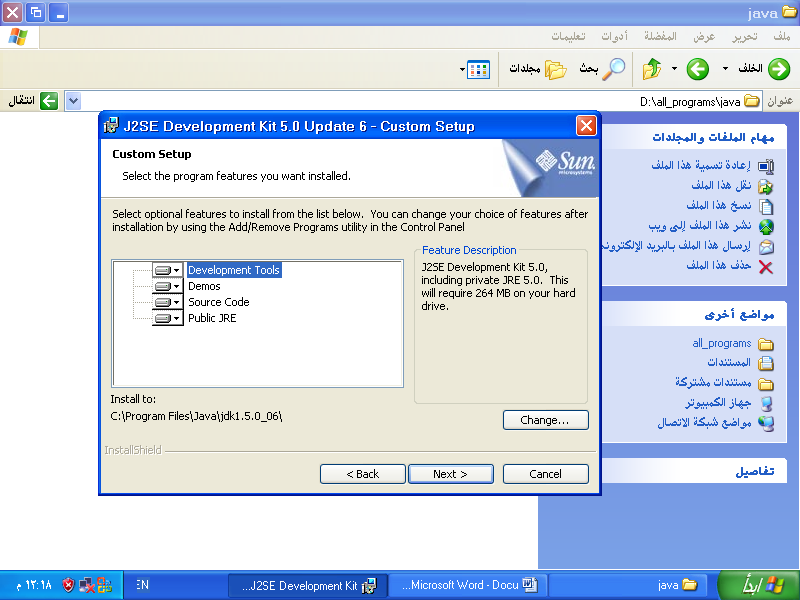 java
ملف تحرير عرض المفضلة أدوات تعليمات
الخلف بحث مجلدات
عنوان D:\all_programs\java انتقال
J2SE Development Kit 5.0 Update 6 - Custom Setup
Custom Setup
Select the program features you want installed.
Sun
microsystems
Select optional features to install from the list below. You can change your choice of features after
installation by using the Add/Remove Programs utility in the Control Panel
Development Tools
Demos
Source Code
Public JRE
Feature Description
J2SE Development Kit 5.0,
including private JRE 5.0. This
will require 264 MB on your hard
drive.
Install to:
C:\Program Files\Java\jdk1.5.0_06\
Change...
InstallShield
< Back
Next >
Cancel
مهام الملفات والمجلدات
إعادة تسمية هذا الملف
نقل هذا الملف
نسخ هذا الملف
نشر هذا الملف إلى ويب
إرسال هذا الملف بالبريد الإلكتروني
حذف هذا الملف
مواضع أخرى
all_programs
المستندات
مستندات مشتركة
جهاز الكمبيوتر
مواضع شبكة الاتصال
تفاصيل
ابدأ
java
...Microsoft Word - Docu
...J2SE Development Kit
EN
١٢:١٨ م